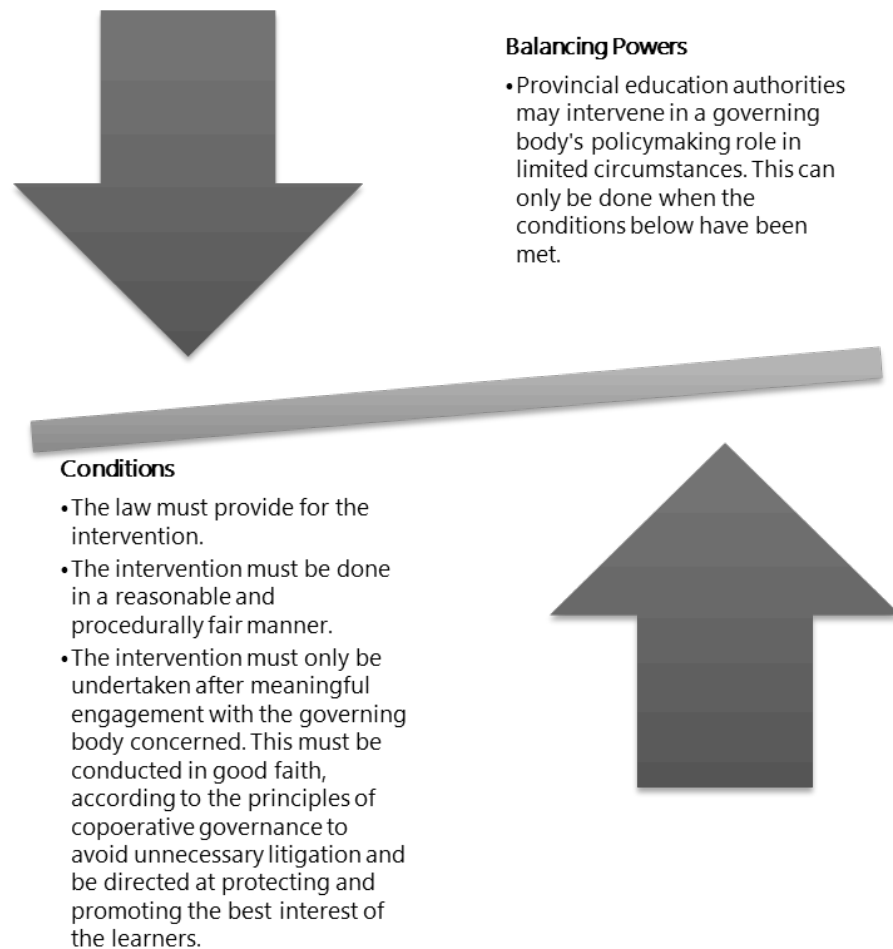 Balancing Powers
•Provincial education authorities
may intervene in a governing
body's policymaking role in
limited circumstances. This can
only be done when the
conditions below have been
met.
Conditions
•The law must provide for the
intervention.
•The intervention must be done
in a reasonable and
procedurally fair manner.
•The intervention must only be
undertaken after meaningful
engagement with the governing
body concerned. This must be
conducted in good faith,
according to the principles of
copoerative governance to
avoid unnecessary litigation and
be directed at protecting and
promoting the best interest of
the learners.